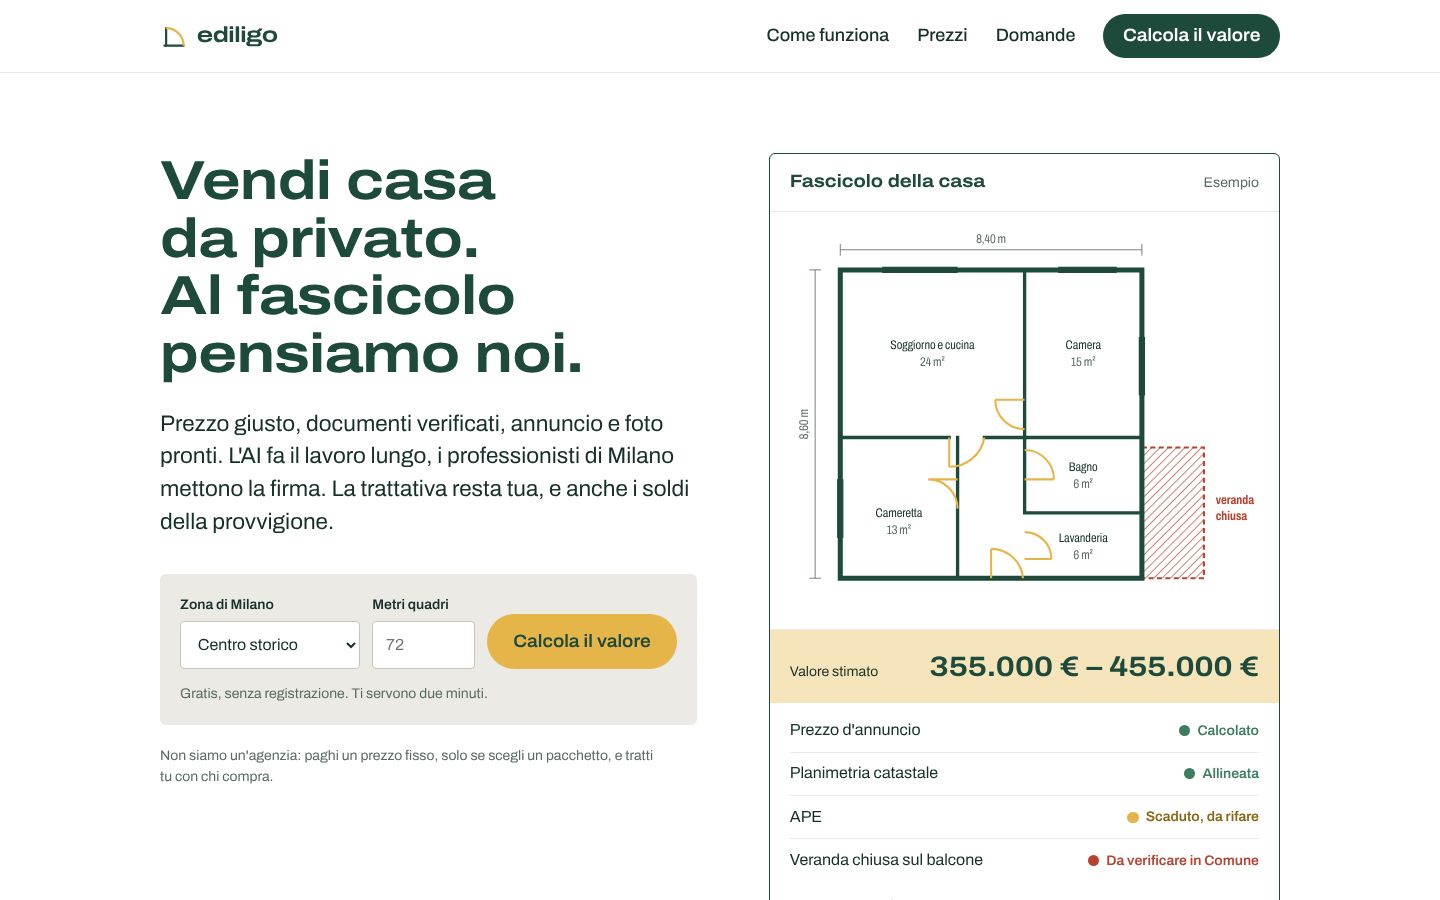 ediligo
Come funziona
Prezzi
Domande
Calcola il valore
Vendi casa
da privato.
Al fascicolo
pensiamo noi.
Prezzo giusto, documenti verificati, annuncio e foto
pronti. L'AI fa il lavoro lungo, i professionisti di Milano
mettono la firma. La trattativa resta tua, e anche i soldi
della provvigione.
Zona di Milano
Metri quadri
Centro storico
72
Calcola il valore
Gratis, senza registrazione. Ti servono due minuti.
Non siamo un'agenzia: paghi un prezzo fisso, solo se scegli un pacchetto, e tratti
tu con chi compra.
Fascicolo della casa
Esempio
8,40 m
8,60 m
Soggiorno e cucina
24 m²
Camera
15 m²
Bagno
6 m²
Cameretta
13 m²
Lavanderia
6 m²
veranda
chiusa
Valore stimato
355.000 € – 455.000 €
Prezzo d'annuncio
Calcolato
Planimetria catastale
Allineata
APE
Scaduto, da rifare
Veranda chiusa sul balcone
Da verificare in Comune